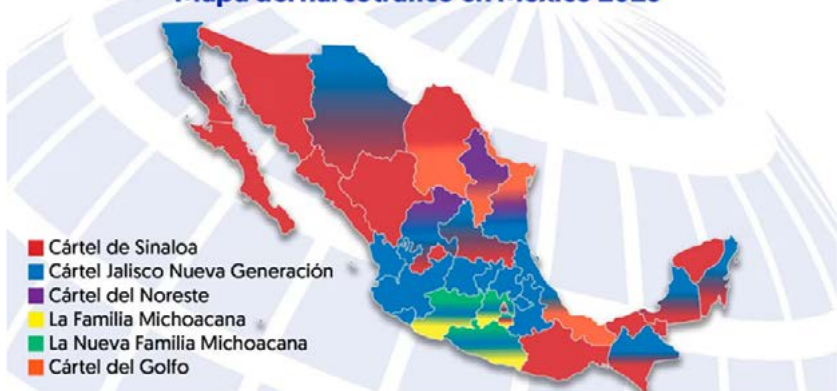 Mapa del narcotráfico en México
Cártel de Sinaloa
Cártel Jalisco Nueva Generación
Cártel del Noreste
La Familia Michoacana
La Nueva Familia Michoacana
Cártel del Golfo